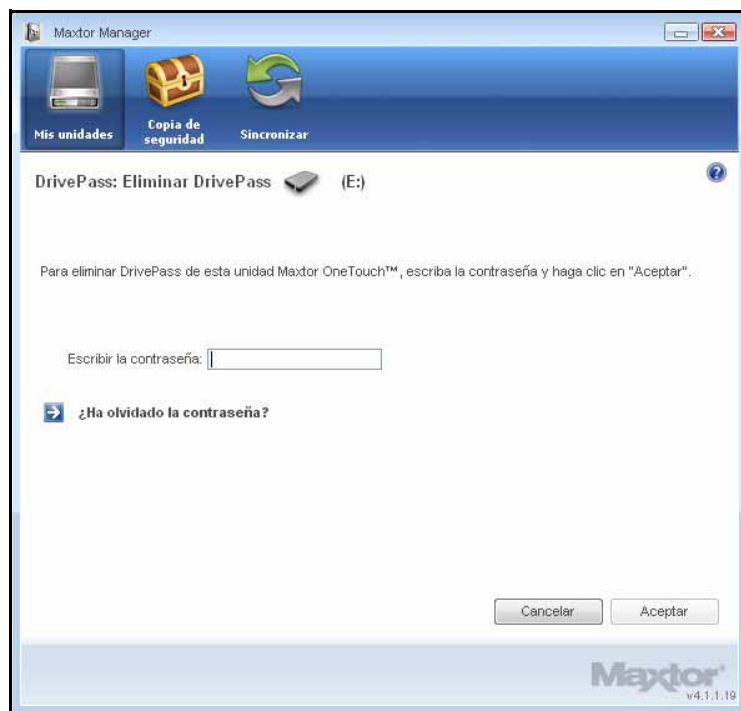 Maxtor Manager
Mis unidades
Copia de
seguridad
Sincronizar
DrivePass: Eliminar DrivePass (E:)
Para eliminar DrivePass de esta unidad Maxtor OneTouch™, escriba la contraseña y haga clic en "Aceptar".
Escribir la contraseña:
¿Ha olvidado la contraseña?
Cancelar
Aceptar
Maxtor
v4.1.1.19